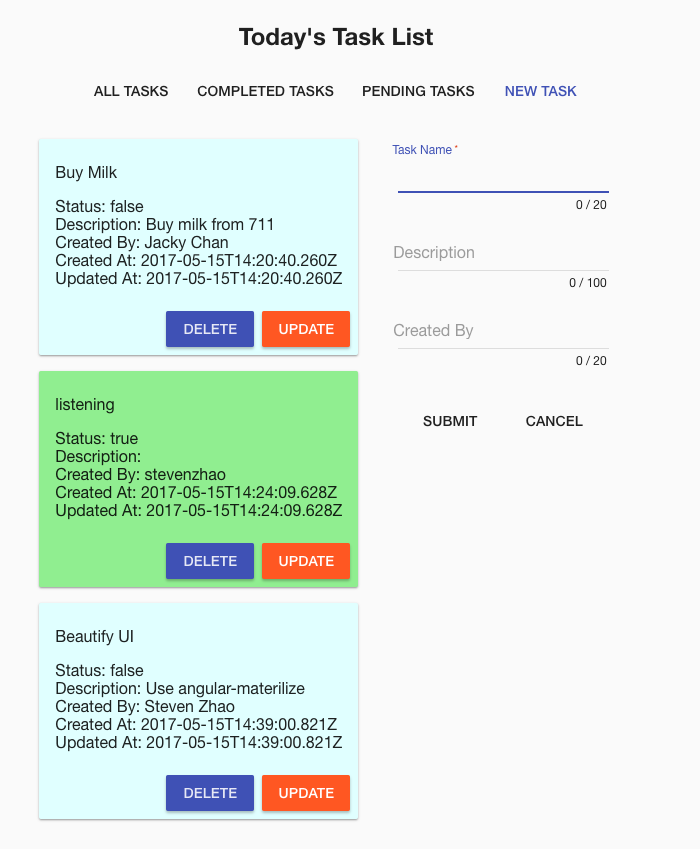 Today's Task List
ALL TASKS COMPLETED TASKS PENDING TASKS NEW TASK
Buy Milk
Status: false
Description: Buy milk from 711
Created By: Jacky Chan
Created At: 2017-05-15T14:20:40.260Z
Updated At: 2017-05-15T14:20:40.260Z
DELETE UPDATE
listening
Status: true
Description:
Created By: stevenzhao
Created At: 2017-05-15T14:24:09.628Z
Updated At: 2017-05-15T14:24:09.628Z
DELETE UPDATE
Beautify UI
Status: false
Description: Use angular-materilize
Created By: Steven Zhao
Created At: 2017-05-15T14:39:00.821Z
Updated At: 2017-05-15T14:39:00.821Z
DELETE UPDATE
Task Name *
0 / 20
Description
0 / 100
Created By
0 / 20
SUBMIT CANCEL